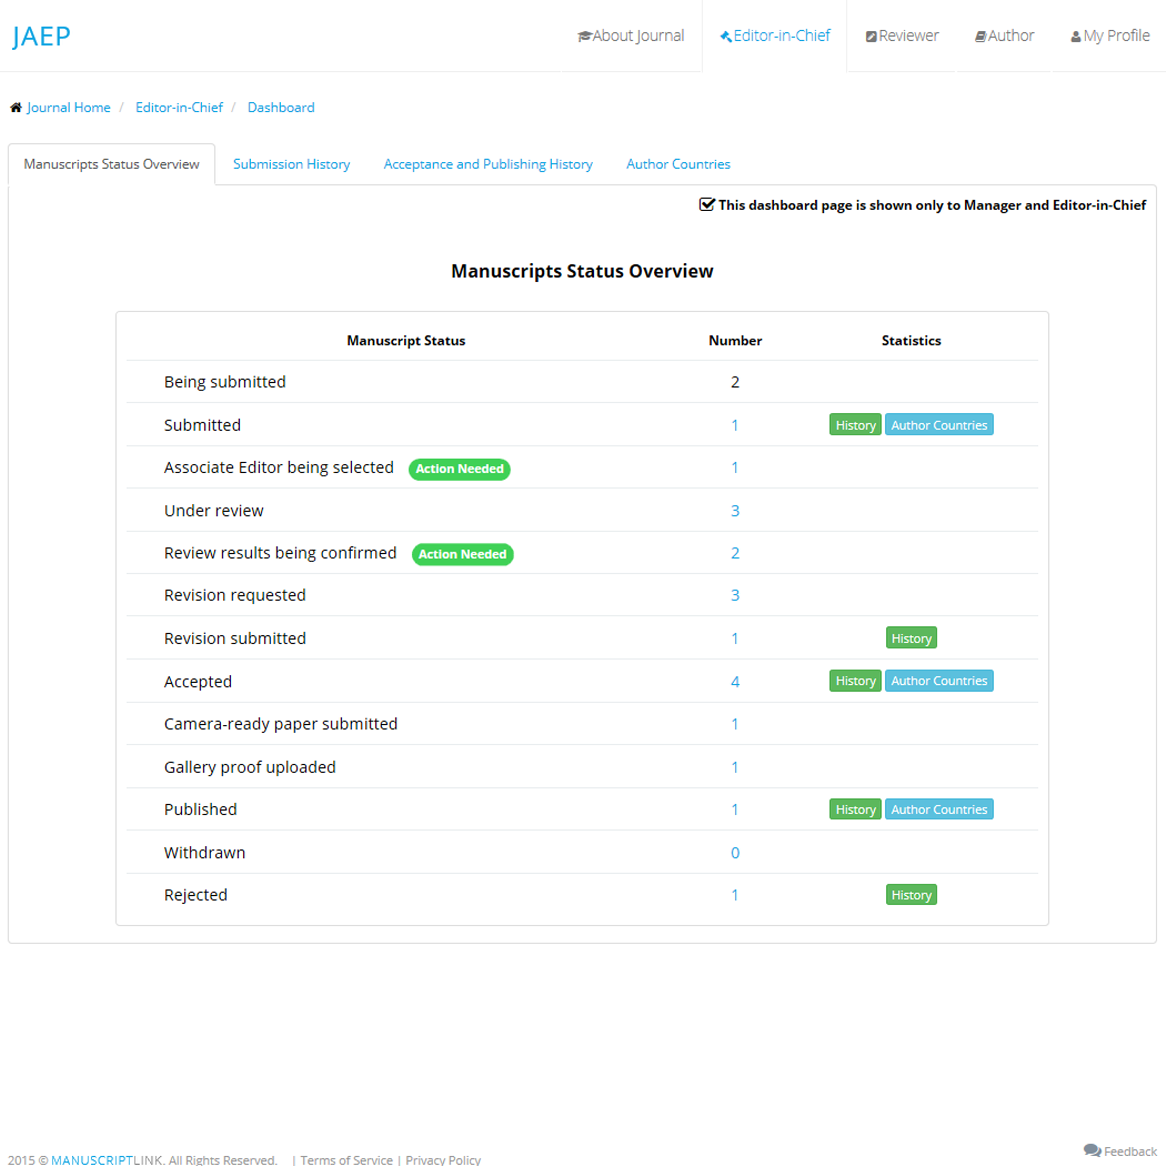 JAEP
About Journal Editor-in-Chief Reviewer Author My Profile
Journal Home / Editor-in-Chief / Dashboard
Manuscripts Status Overview Submission History Acceptance and Publishing History Author Countries
This dashboard page is shown only to Manager and Editor-in-Chief
Manuscripts Status Overview
Manuscript Status Number Statistics
Being submitted 2
Submitted 1 History Author Countries
Associate Editor being selected Action Needed 1
Under review 3
Review results being confirmed Action Needed 2
Revision requested 3
Revision submitted 1 History
Accepted 4 History Author Countries
Camera-ready paper submitted 1
Gallery proof uploaded 1
Published 1 History Author Countries
Withdrawn 0
Rejected 1 History
Feedback
2015 © MANUSCRIPTLINK. All Rights Reserved. | Terms of Service | Privacy Policy